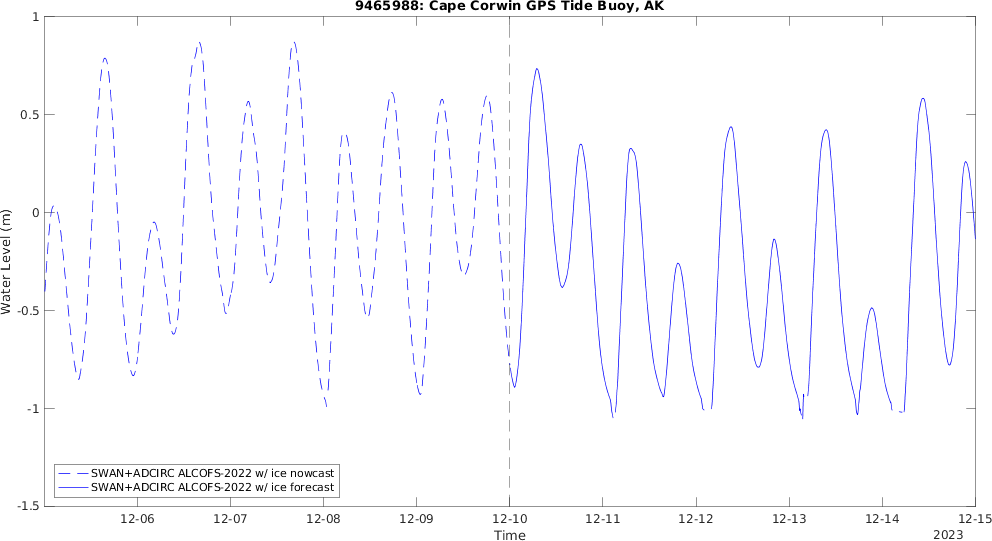 9465988: Cape Corwin GPS Tide Buoy, AK
1
0.5
0
-0.5
-1
-1.5
Water Level (m)
SWAN+ADCIRC ALCOFS-2022 w/ ice nowcast
SWAN+ADCIRC ALCOFS-2022 w/ ice forecast
12-06 12-07 12-08 12-09 12-10 12-11 12-12 12-13 12-14 12-15
Time
2023